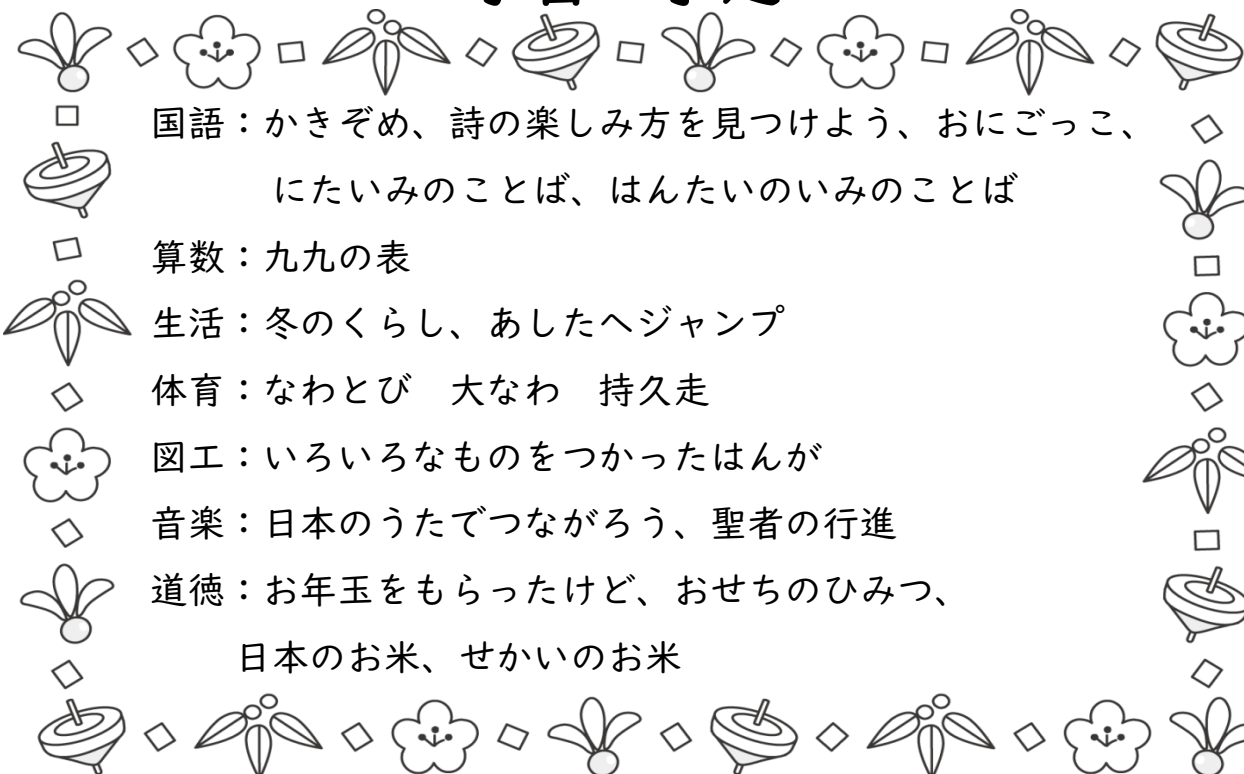 国語：かきぞめ、詩の楽しみ方を見つけよう、おにごっこ、
にたいみのことば、はんたいのいみのことば
算数：九九の表
生活：冬のくらし、あしたへジャンプ
体育：なわとび　大なわ　持久走
図工：いろいろなものをつかったはんが
音楽：日本のうたでつながろう、聖者の行進
道徳：お年玉をもらったけど、おせちのひみつ、
日本のお米、せかいのお米